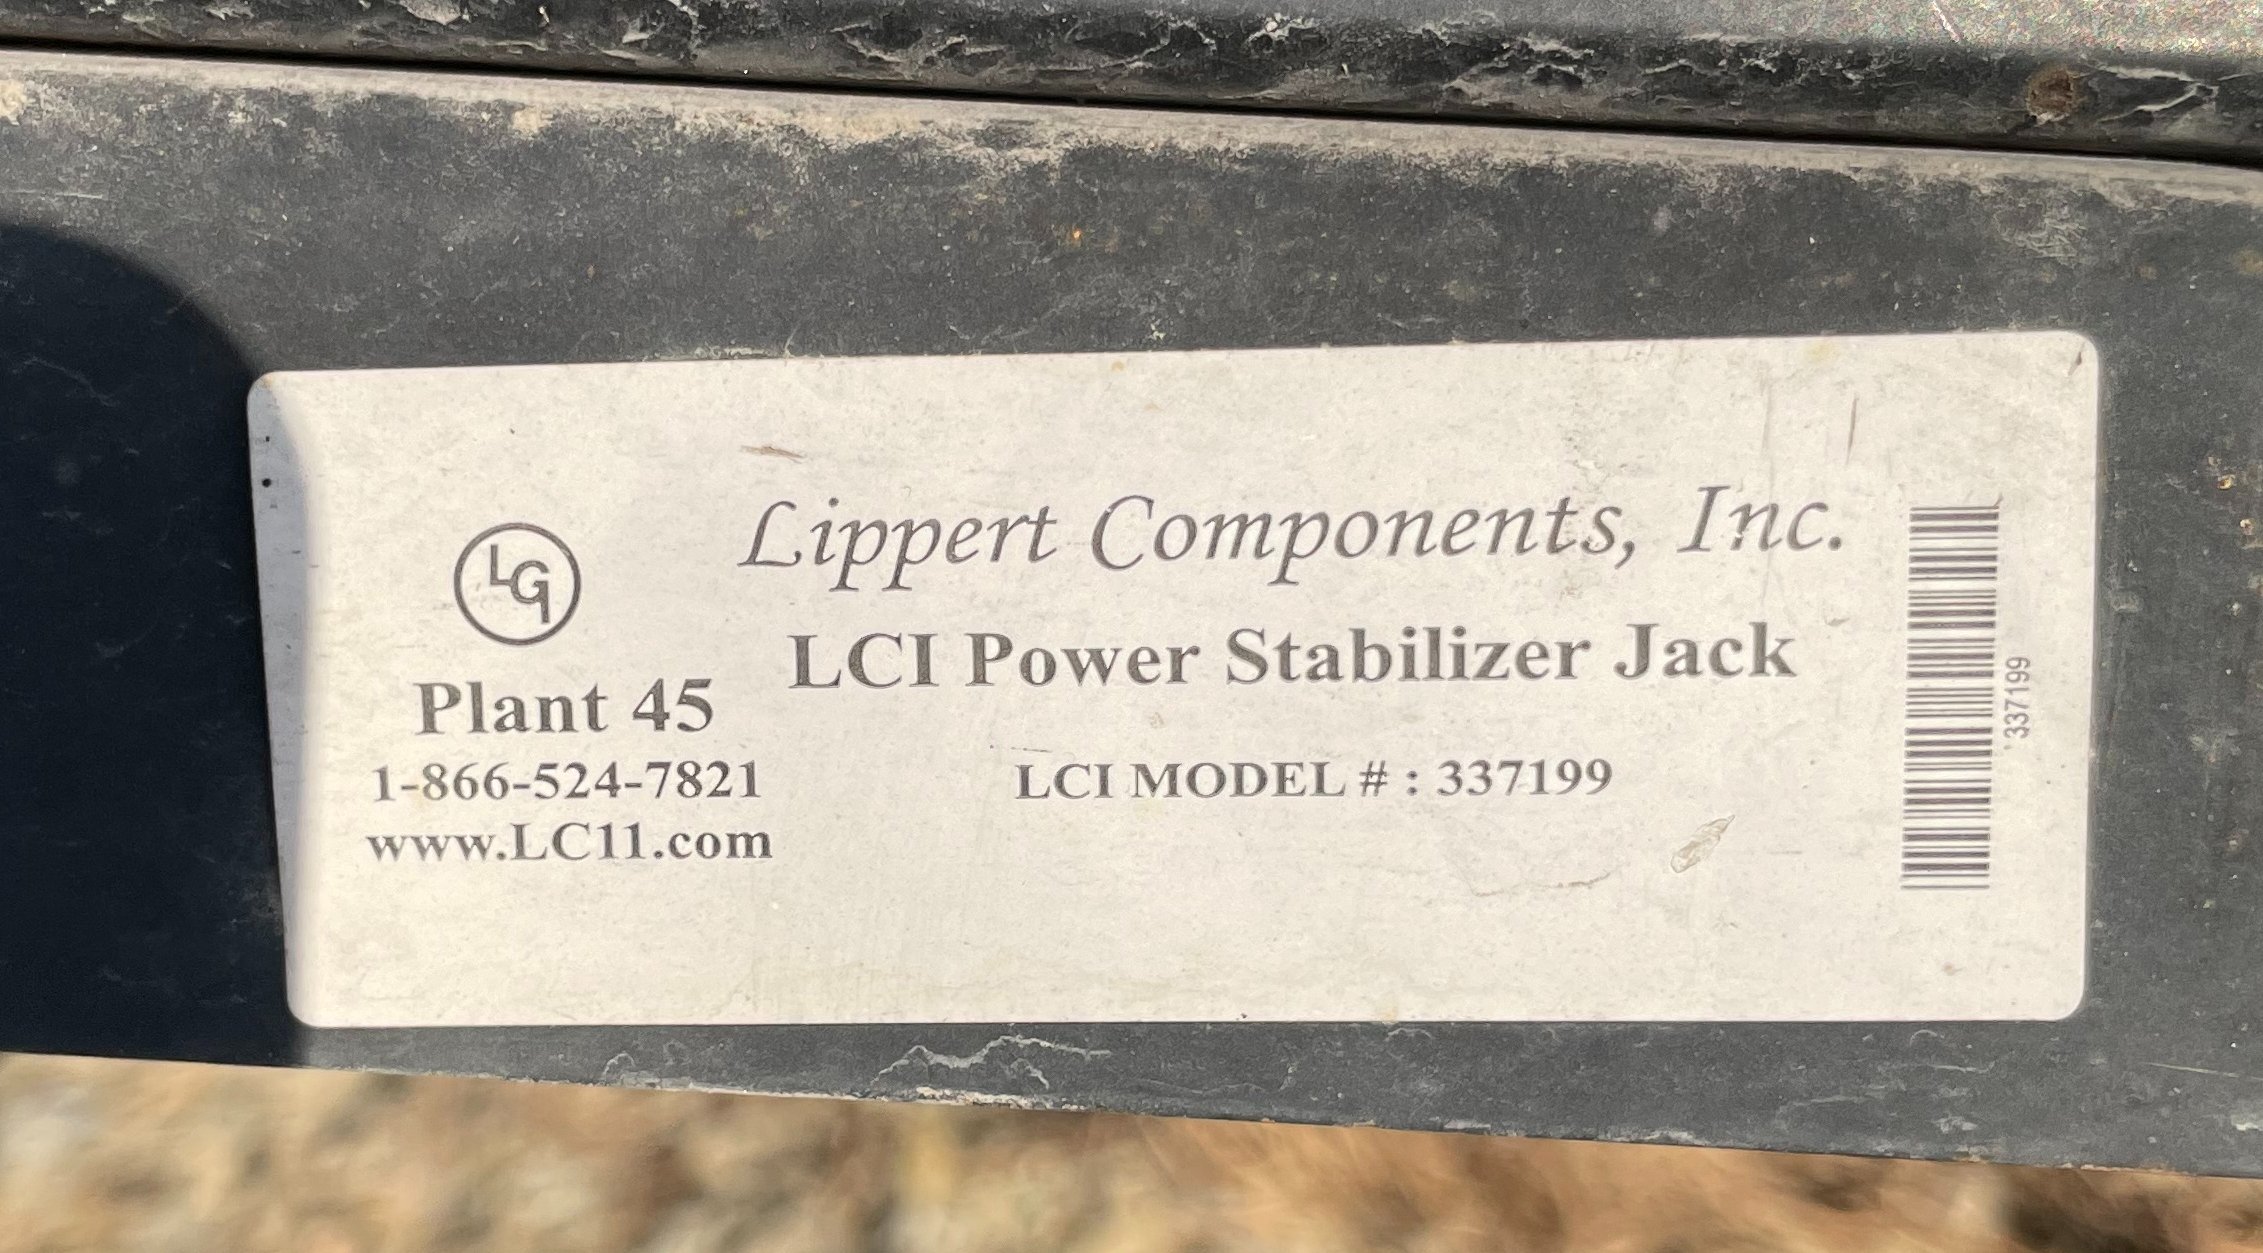 Lippert Components, Inc.
LCI Power Stabilizer Jack
LCI MODEL # : 337199
LCI
Plant 45
1-866-524-7821
www.LC11.com
337199